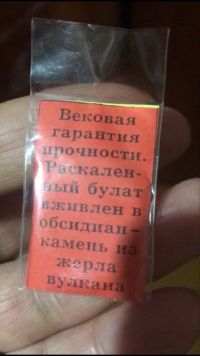 Вековая
гарантия
прочности.
Раскален-
ный булат
вживлен в
обсидиан-
камень из
жерла
вулкана